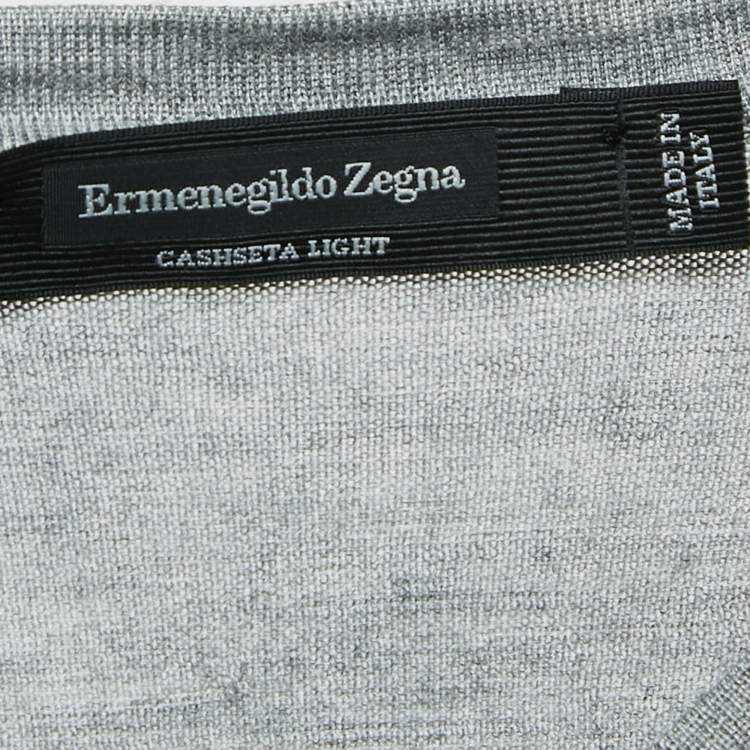 Ermenegildo Zegna
CASHSETA LIGHT
MADE IN
ITALY